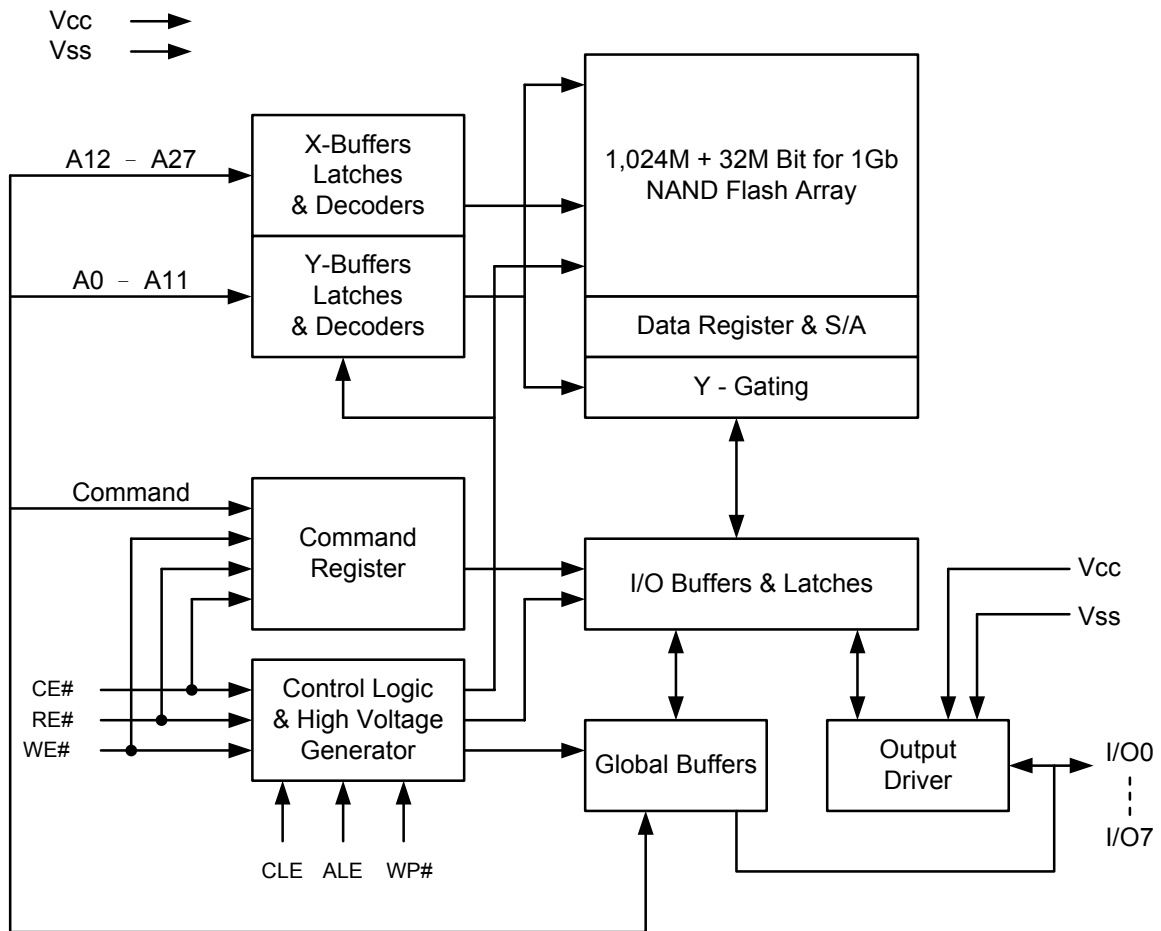 Vcc
Vss
A12 – A27
X-Buffers
Latches
& Decoders
1,024M + 32M Bit for 1Gb
NAND Flash Array
A0 – A11
Y-Buffers
Latches
& Decoders
Data Register & S/A
Y - Gating
Command
Command
Register
I/O Buffers & Latches
Vcc
Vss
CE#
RE#
WE#
Control Logic
& High Voltage
Generator
Global Buffers
Output
Driver
I/O0
I/O7
CLE
ALE
WP#